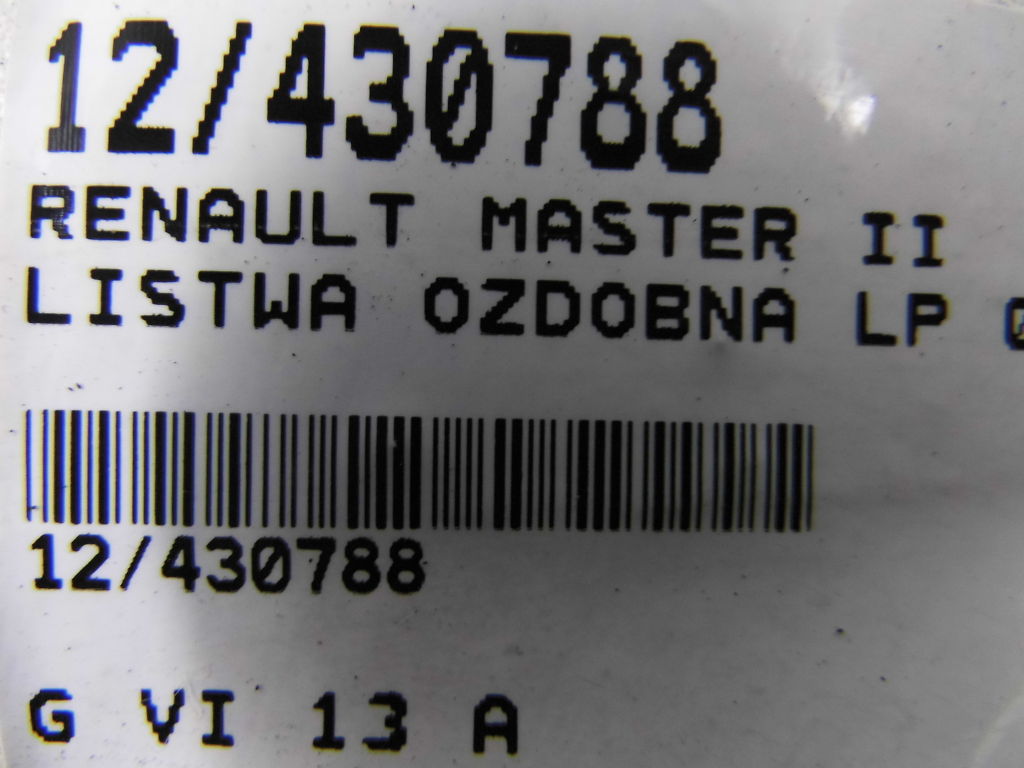 12/430788
RENAULT MASTER II
LISTWA OZDOBNA LP
12/430788
G VI 13 A